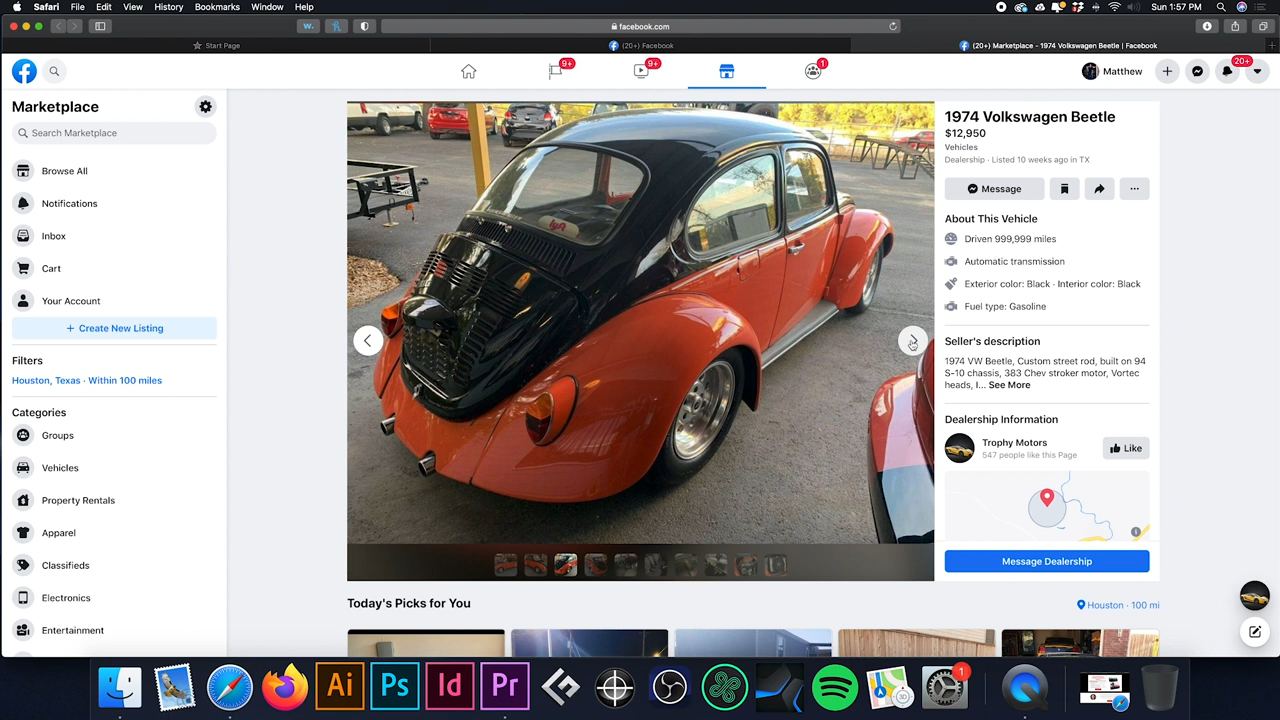 Safari File Edit View History Bookmarks Window Help
Sun 1:57 PM
w.
facebook.com
Start Page
(20+) Facebook
(20+) Marketplace - 1974 Volkswagen Beetle | Facebook
9+
9+
1
Matthew
20+
Marketplace
Search Marketplace
Browse All
Notifications
Inbox
Cart
Your Account
+ Create New Listing
Filters
Houston, Texas · Within 100 miles
Categories
Groups
Vehicles
Property Rentals
Apparel
Classifieds
Electronics
Entertainment
1974 Volkswagen Beetle
$12,950
Vehicles
Dealership · Listed 10 weeks ago in TX
Message
About This Vehicle
Driven 999,999 miles
Automatic transmission
Exterior color: Black · Interior color: Black
Fuel type: Gasoline
Seller's description
1974 VW Beetle, Custom street rod, built on 94
S-10 chassis, 383 Chev stroker motor, Vortec
heads, I... See More
Dealership Information
Trophy Motors
547 people like this Page
Like
Message Dealership
Today's Picks for You
Houston · 100 mi
Ai
Ps
Id
Pr
3D
1